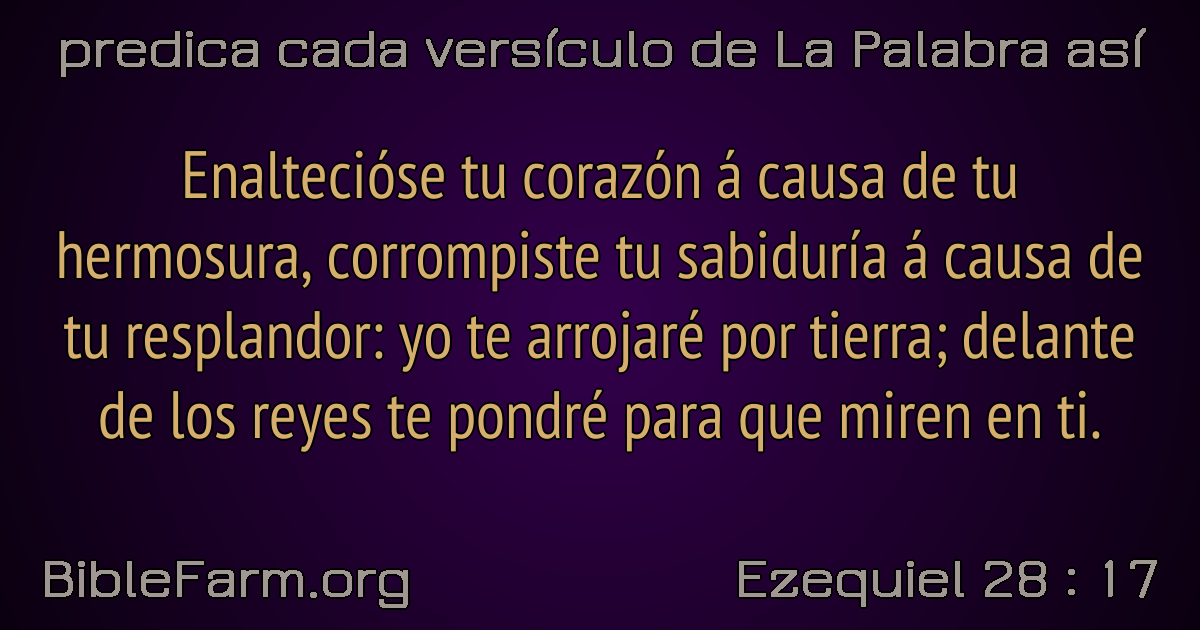 predica cada versículo de La Palabra así
Enaltecióse tu corazón á causa de tu
hermosura, corrompiste tu sabiduría á causa de
tu resplandor: yo te arrojaré por tierra; delante
de los reyes te pondré para que miren en ti.
BibleFarm.org
Ezequiel 28 : 17